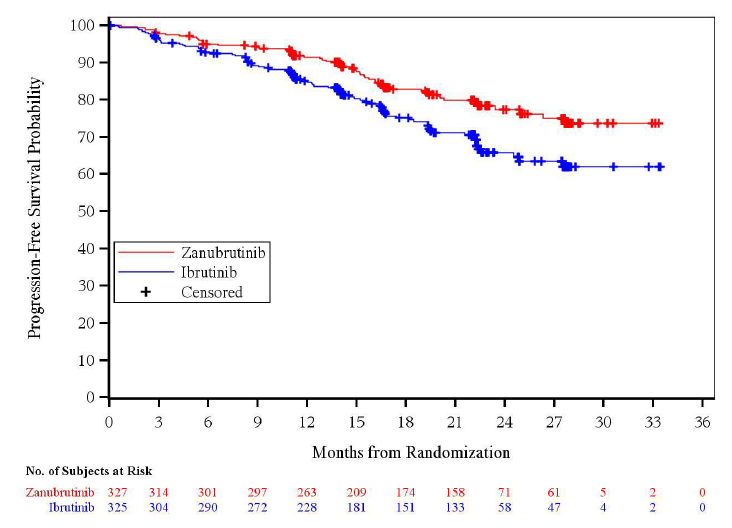 Progression-Free Survival Probability
100
90
80
70
60
50
40
30
20
10
0
Zanubrutinib
Ibrutinib
Censored
0 3 6 9 12 15 18 21 24 27 30 33 36
Months from Randomization
No. of Subjects at Risk
Zanubrutinib 327 314 301 297 263 209 174 158 71 61 5 2 0
Ibrutinib 325 304 290 272 228 181 151 133 58 47 4 2 0